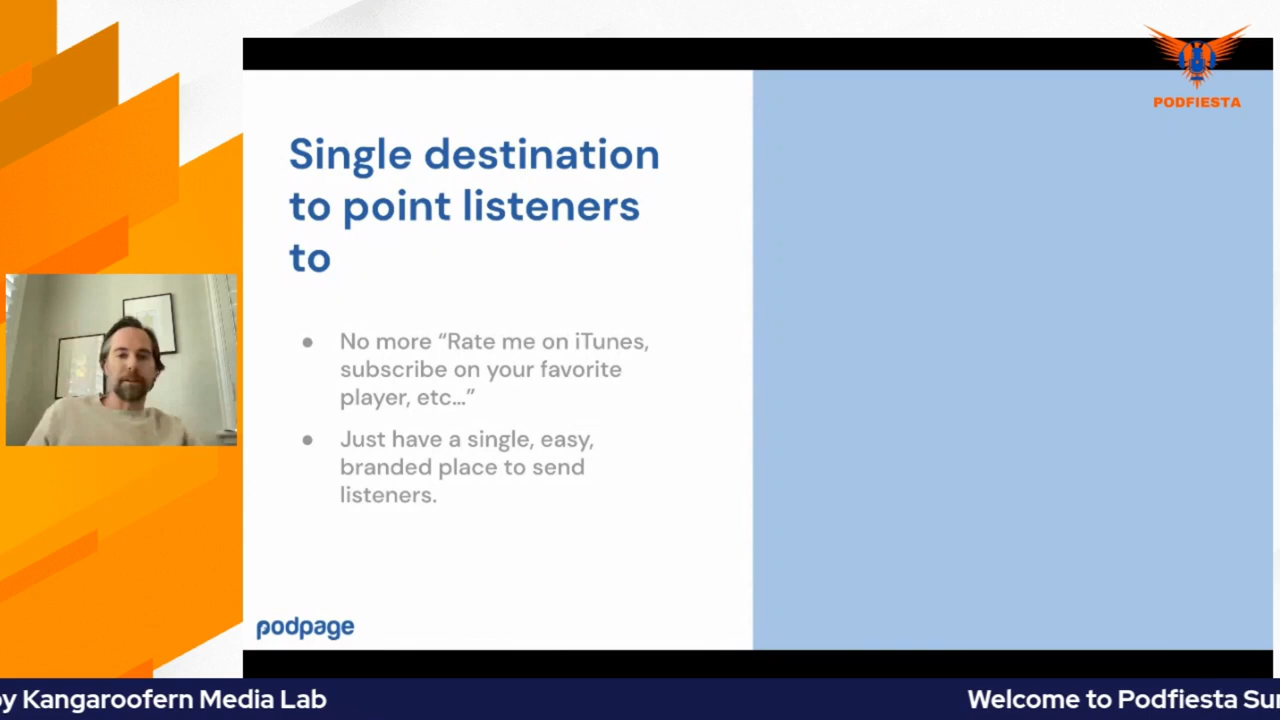 PODFIESTA
Single destination
to point listeners
to
● No more “Rate me on iTunes,
subscribe on your favorite
player, etc...”
● Just have a single, easy,
branded place to send
listeners.
podpage
by Kangaroofern Media Lab
Welcome to Podfiesta